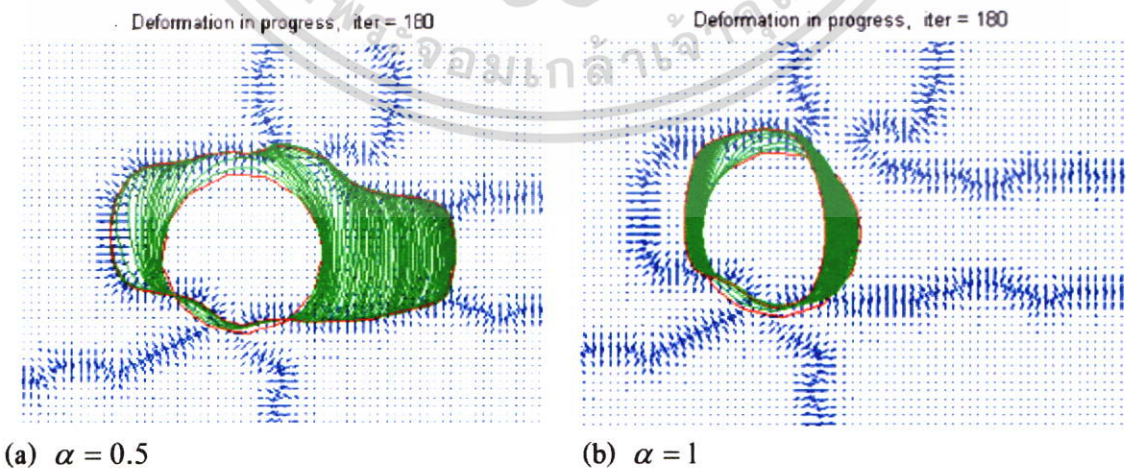 Deformation in progress, iter = 180
Deformation in progress, iter = 180
(a) α = 0.5
(b) α = 1